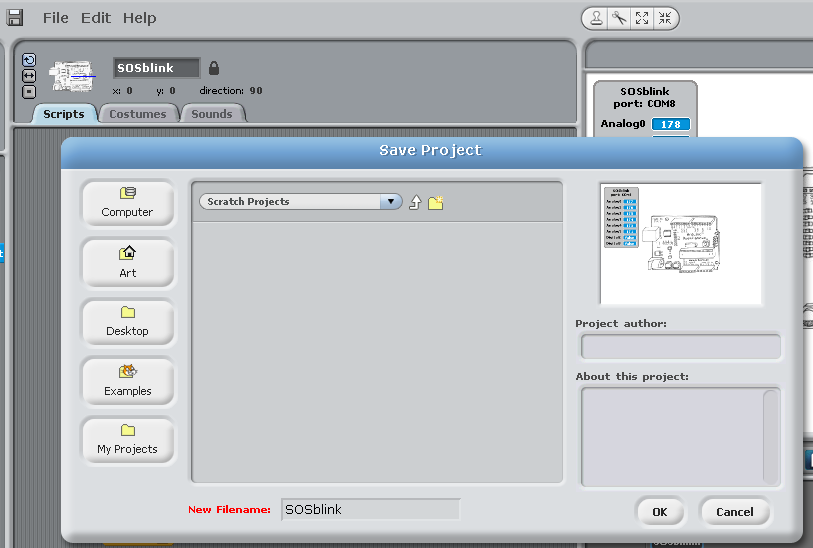 File Edit Help
SOSblink
x: 0 y: 0 direction: 90
Scripts Costumes Sounds
SOSblink
port: COM8
Analog0 178
Save Project
Computer
Art
Desktop
Examples
My Projects
Scratch Projects
Project author:
About this project:
New Filename: SOSblink
OK Cancel